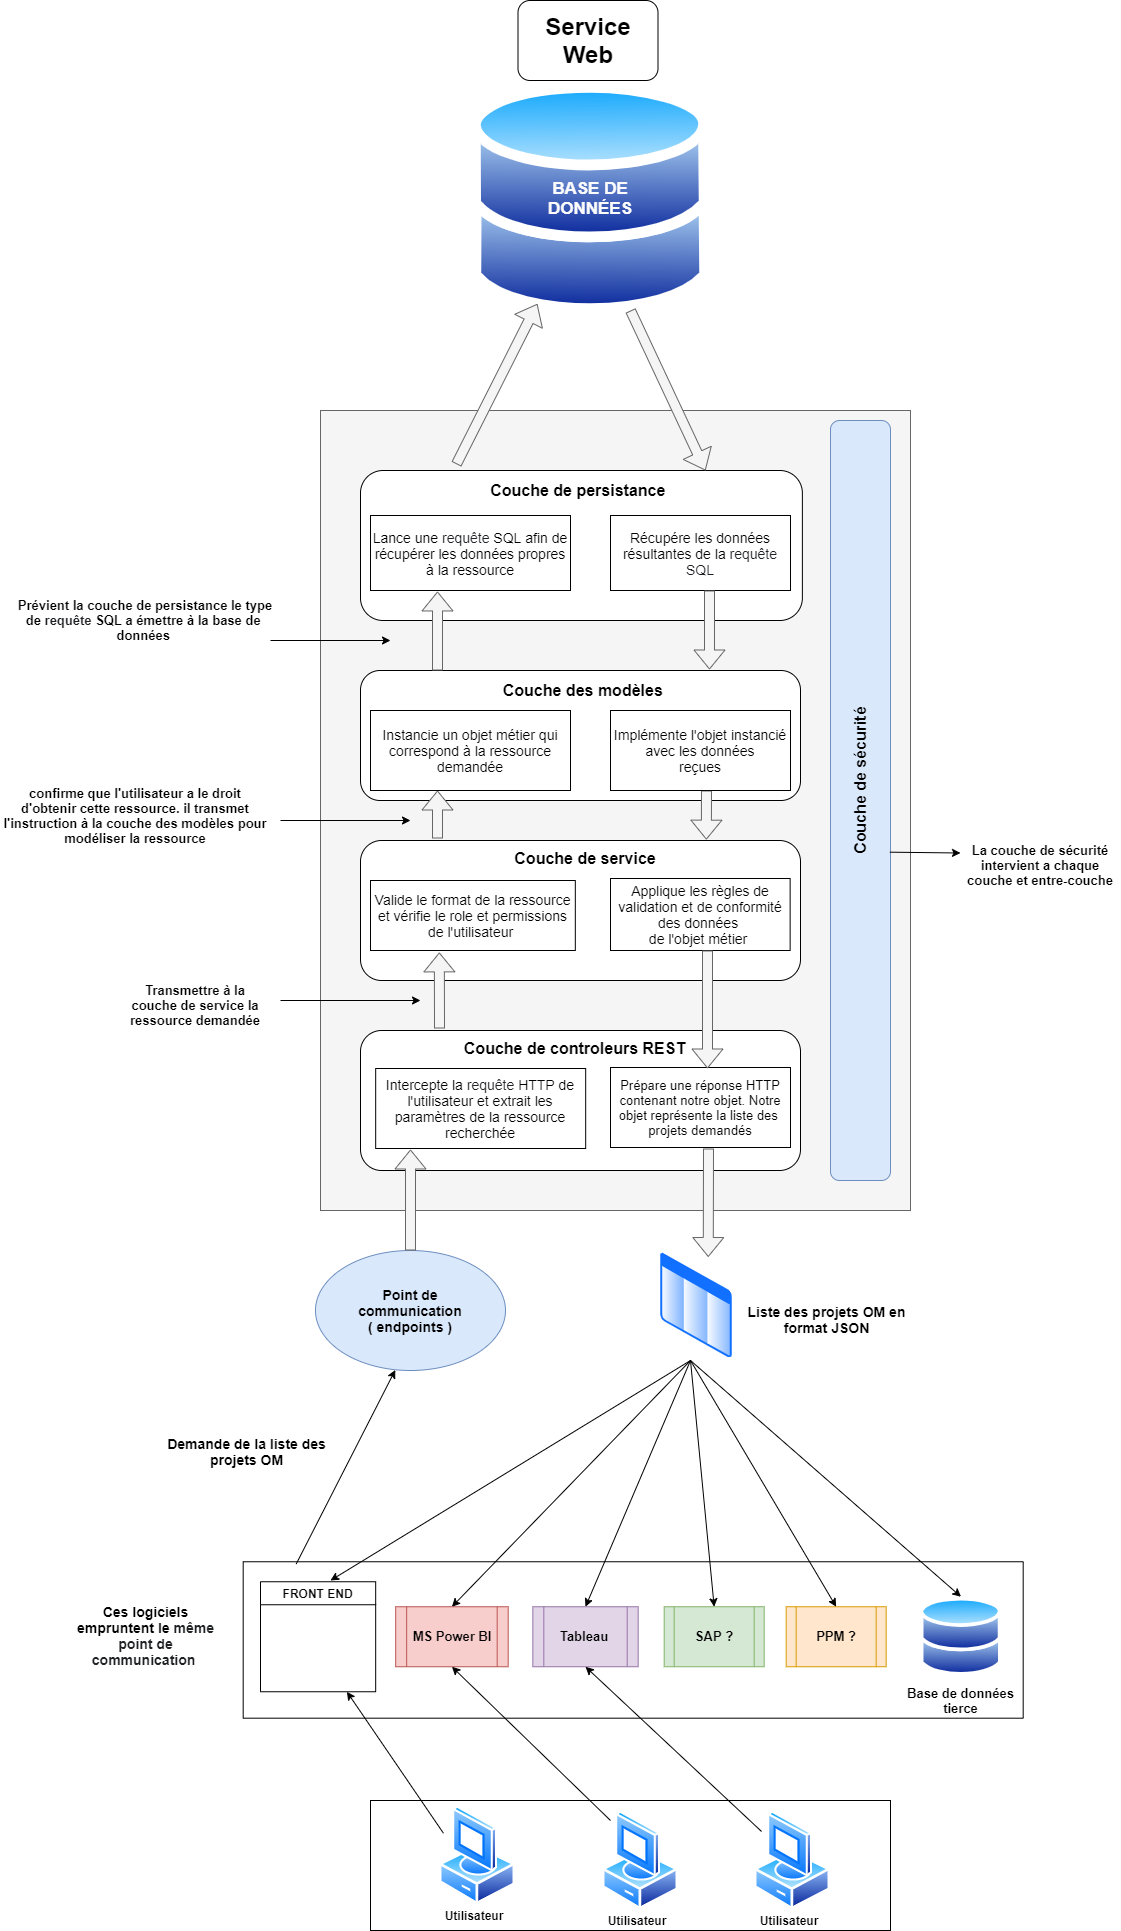 Service
Web
BASE DE
DONNÉES
Couche de persistance
Lance une requête SQL afin de
récupérer les données propres
à la ressource
Récupére les données
résultantes de la requête
SQL
Prévient la couche de persistance le type
de requête SQL a émettre à la base de
données
Couche des modèles
Instancie un objet métier qui
correspond à la ressource
demandée
Implémente l'objet instancié
avec les données
reçues
confirme que l'utilisateur a le droit
d'obtenir cette ressource. il transmet
l'instruction à la couche des modèles pour
modéliser la ressource
Couche de service
Valide le format de la ressource
et vérifie le role et permissions
de l'utilisateur
Applique les règles de
validation et de conformité
des données
de l'objet métier
Couche de sécurité
La couche de sécurité
intervient a chaque
couche et entre-couche
Transmettre à la
couche de service la
ressource demandée
Couche de controleurs REST
Intercepte la requête HTTP de
l'utilisateur et extrait les
paramètres de la ressource
recherchée
Prépare une réponse HTTP
contenant notre objet. Notre
objet représente la liste des
projets demandés
Point de
communication
( endpoints )
Liste des projets OM en
format JSON
Demande de la liste des
projets OM
Ces logiciels
empruntent le même
point de
communication
FRONT END
MS Power BI
Tableau
SAP ?
PPM ?
Base de données
tierce
Utilisateur
Utilisateur
Utilisateur